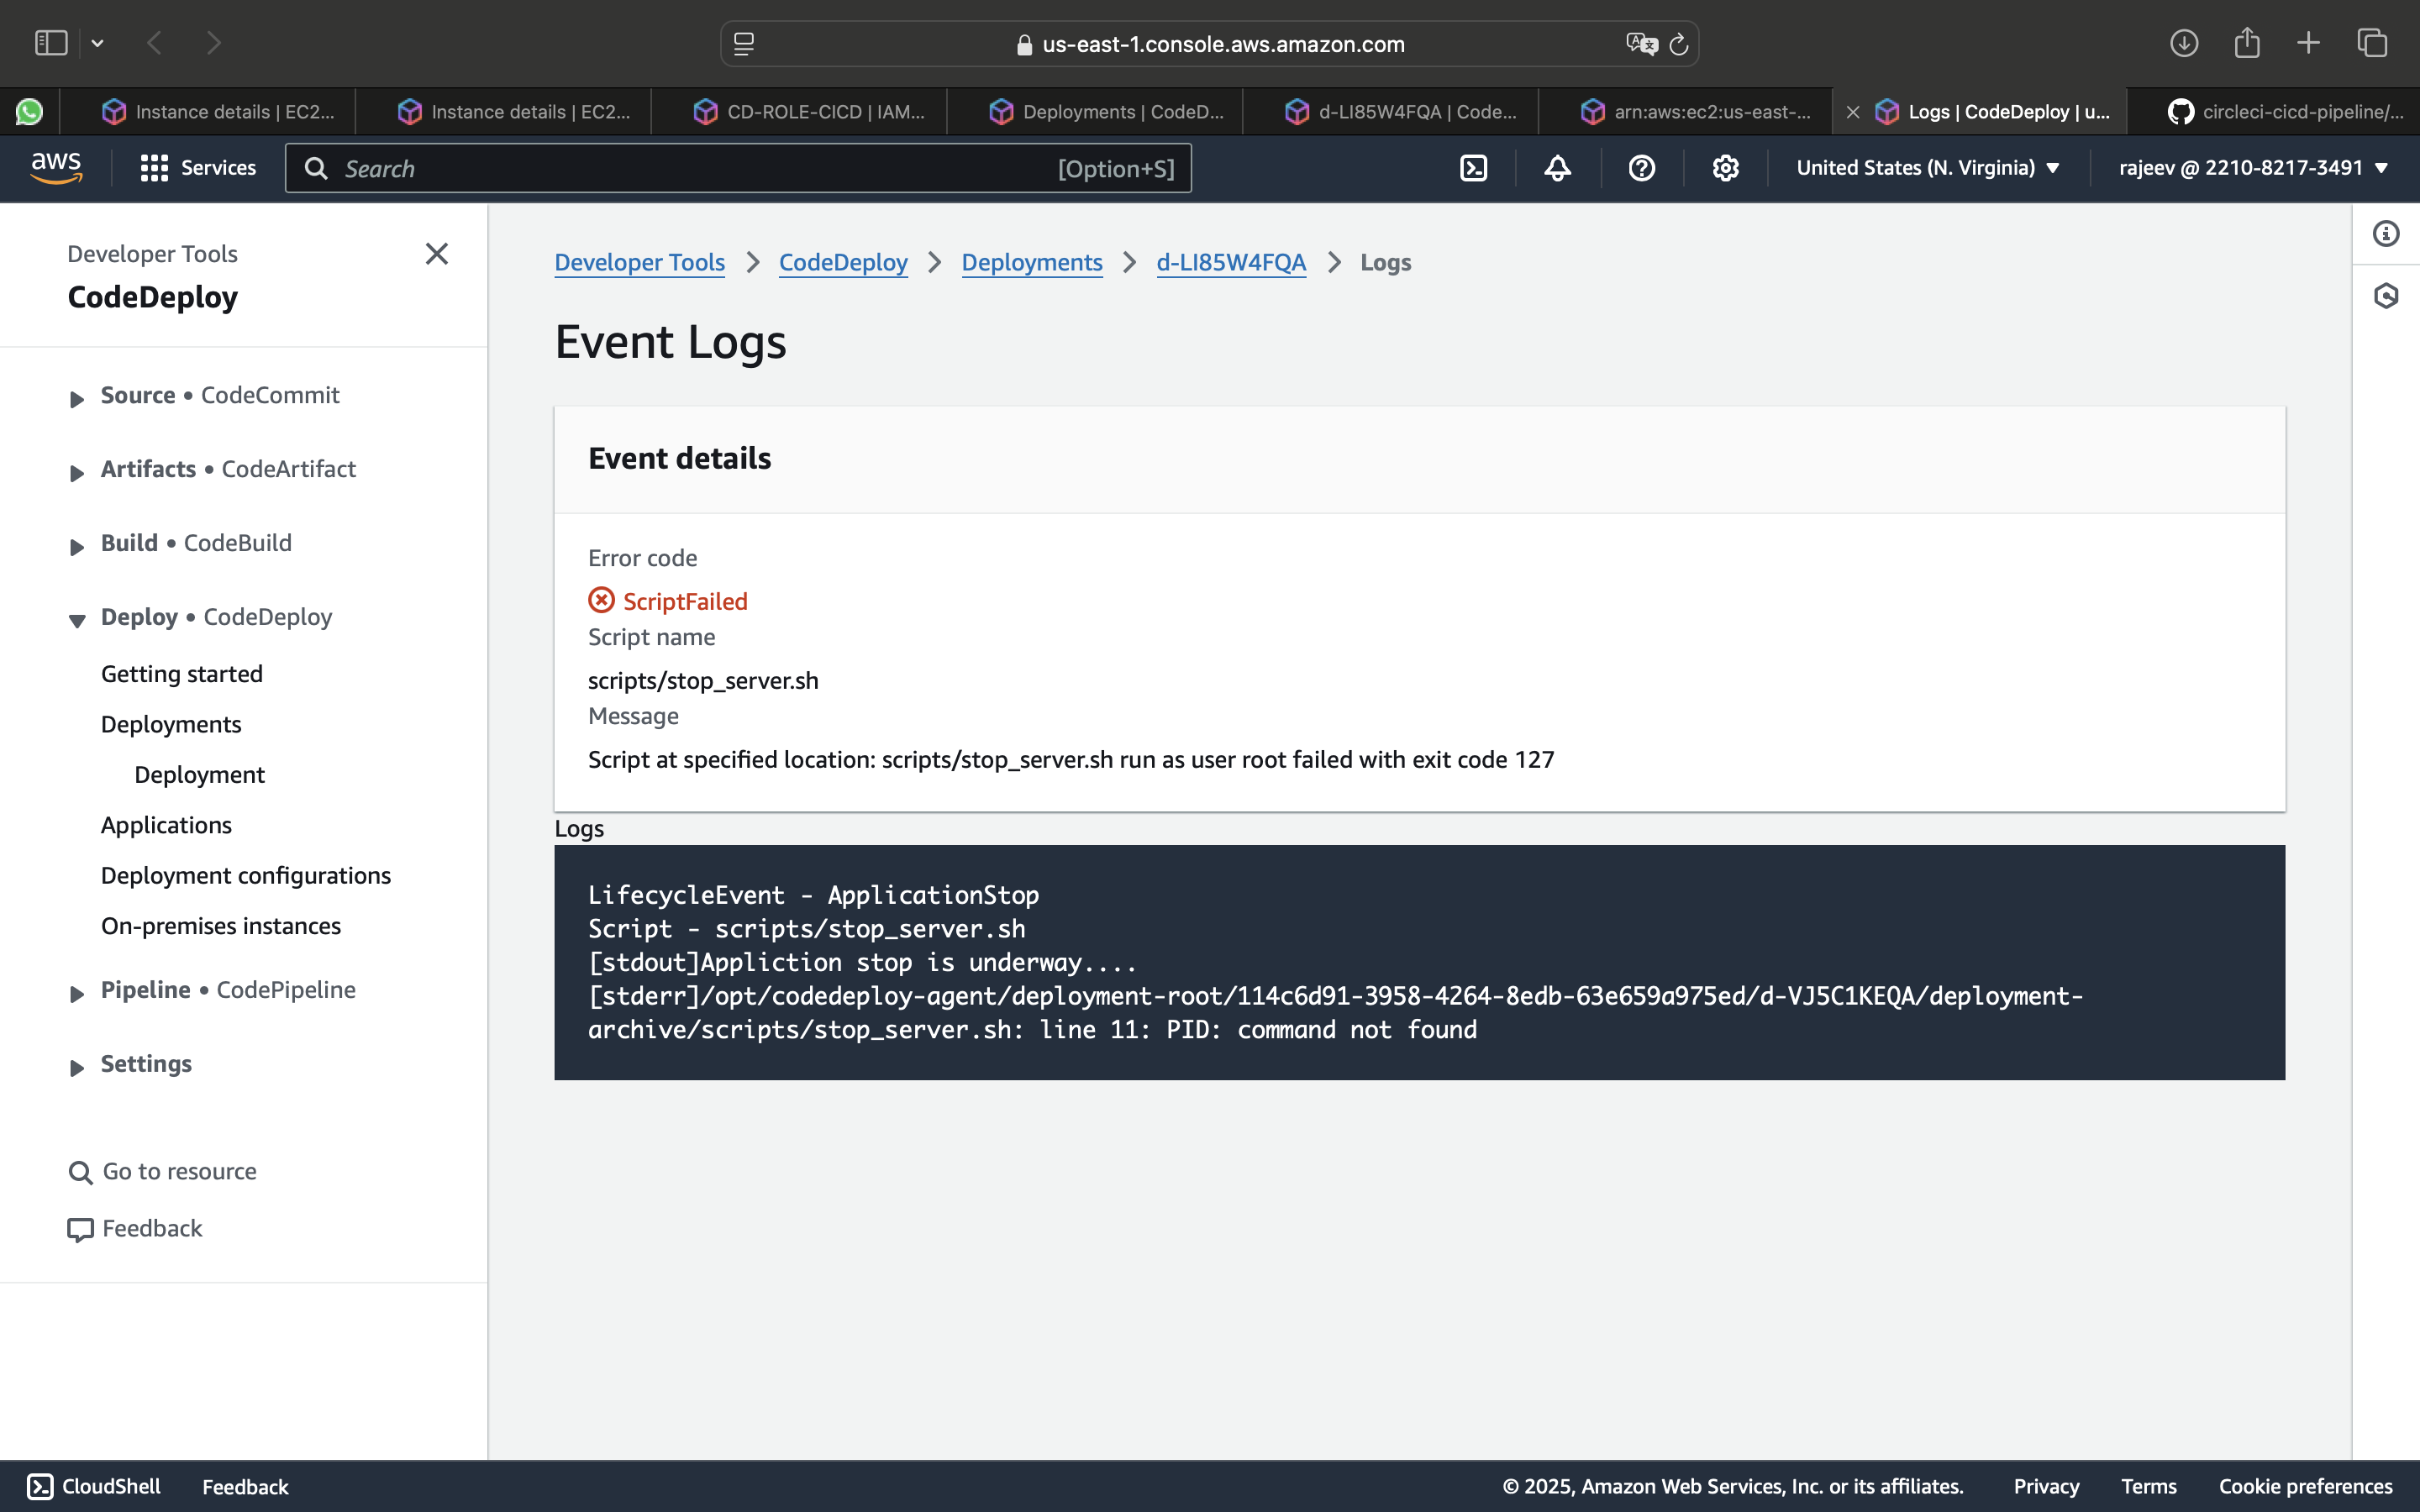 us-east-1.console.aws.amazon.com
Instance details | EC2...
Instance details | EC2...
CD-ROLE-CICD | IAM...
Deployments | CodeD...
d-LI85W4FQA | Code...
arn:aws:ec2:us-east-...
Logs | CodeDeploy | u...
circleci-cicd-pipeline/...
aws
Services
Search
[Option+S]
United States (N. Virginia)
rajeev @ 2210-8217-3491
Developer Tools
CodeDeploy
Source • CodeCommit
Artifacts • CodeArtifact
Build • CodeBuild
Deploy • CodeDeploy
Getting started
Deployments
Deployment
Applications
Deployment configurations
On-premises instances
Pipeline • CodePipeline
Settings
Go to resource
Feedback
Developer Tools > CodeDeploy > Deployments > d-LI85W4FQA > Logs
Event Logs
Event details
Error code
ScriptFailed
Script name
scripts/stop_server.sh
Message
Script at specified location: scripts/stop_server.sh run as user root failed with exit code 127
Logs
LifecycleEvent - ApplicationStop
Script - scripts/stop_server.sh
[stdout]Appliction stop is underway....
[stderr]/opt/codedeploy-agent/deployment-root/114c6d91-3958-4264-8edb-63e659a975ed/d-VJ5C1KEQA/deployment-
archive/scripts/stop_server.sh: line 11: PID: command not found
CloudShell
Feedback
© 2025, Amazon Web Services, Inc. or its affiliates.
Privacy
Terms
Cookie preferences